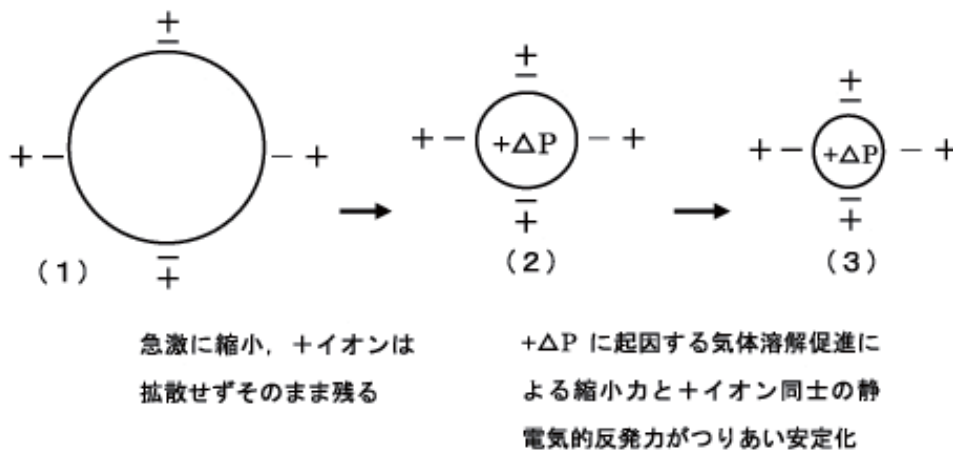 +
−
+ − − +
−
+
(1)
+
−
+ − +△P − +
−
+
(2)
+
−
+ − +△P − +
−
+
(3)
急激に縮小，＋イオンは
拡散せずそのまま残る
+△P に起因する気体溶解促進に
よる縮小力と＋イオン同士の静
電気的反発力がつりあい安定化